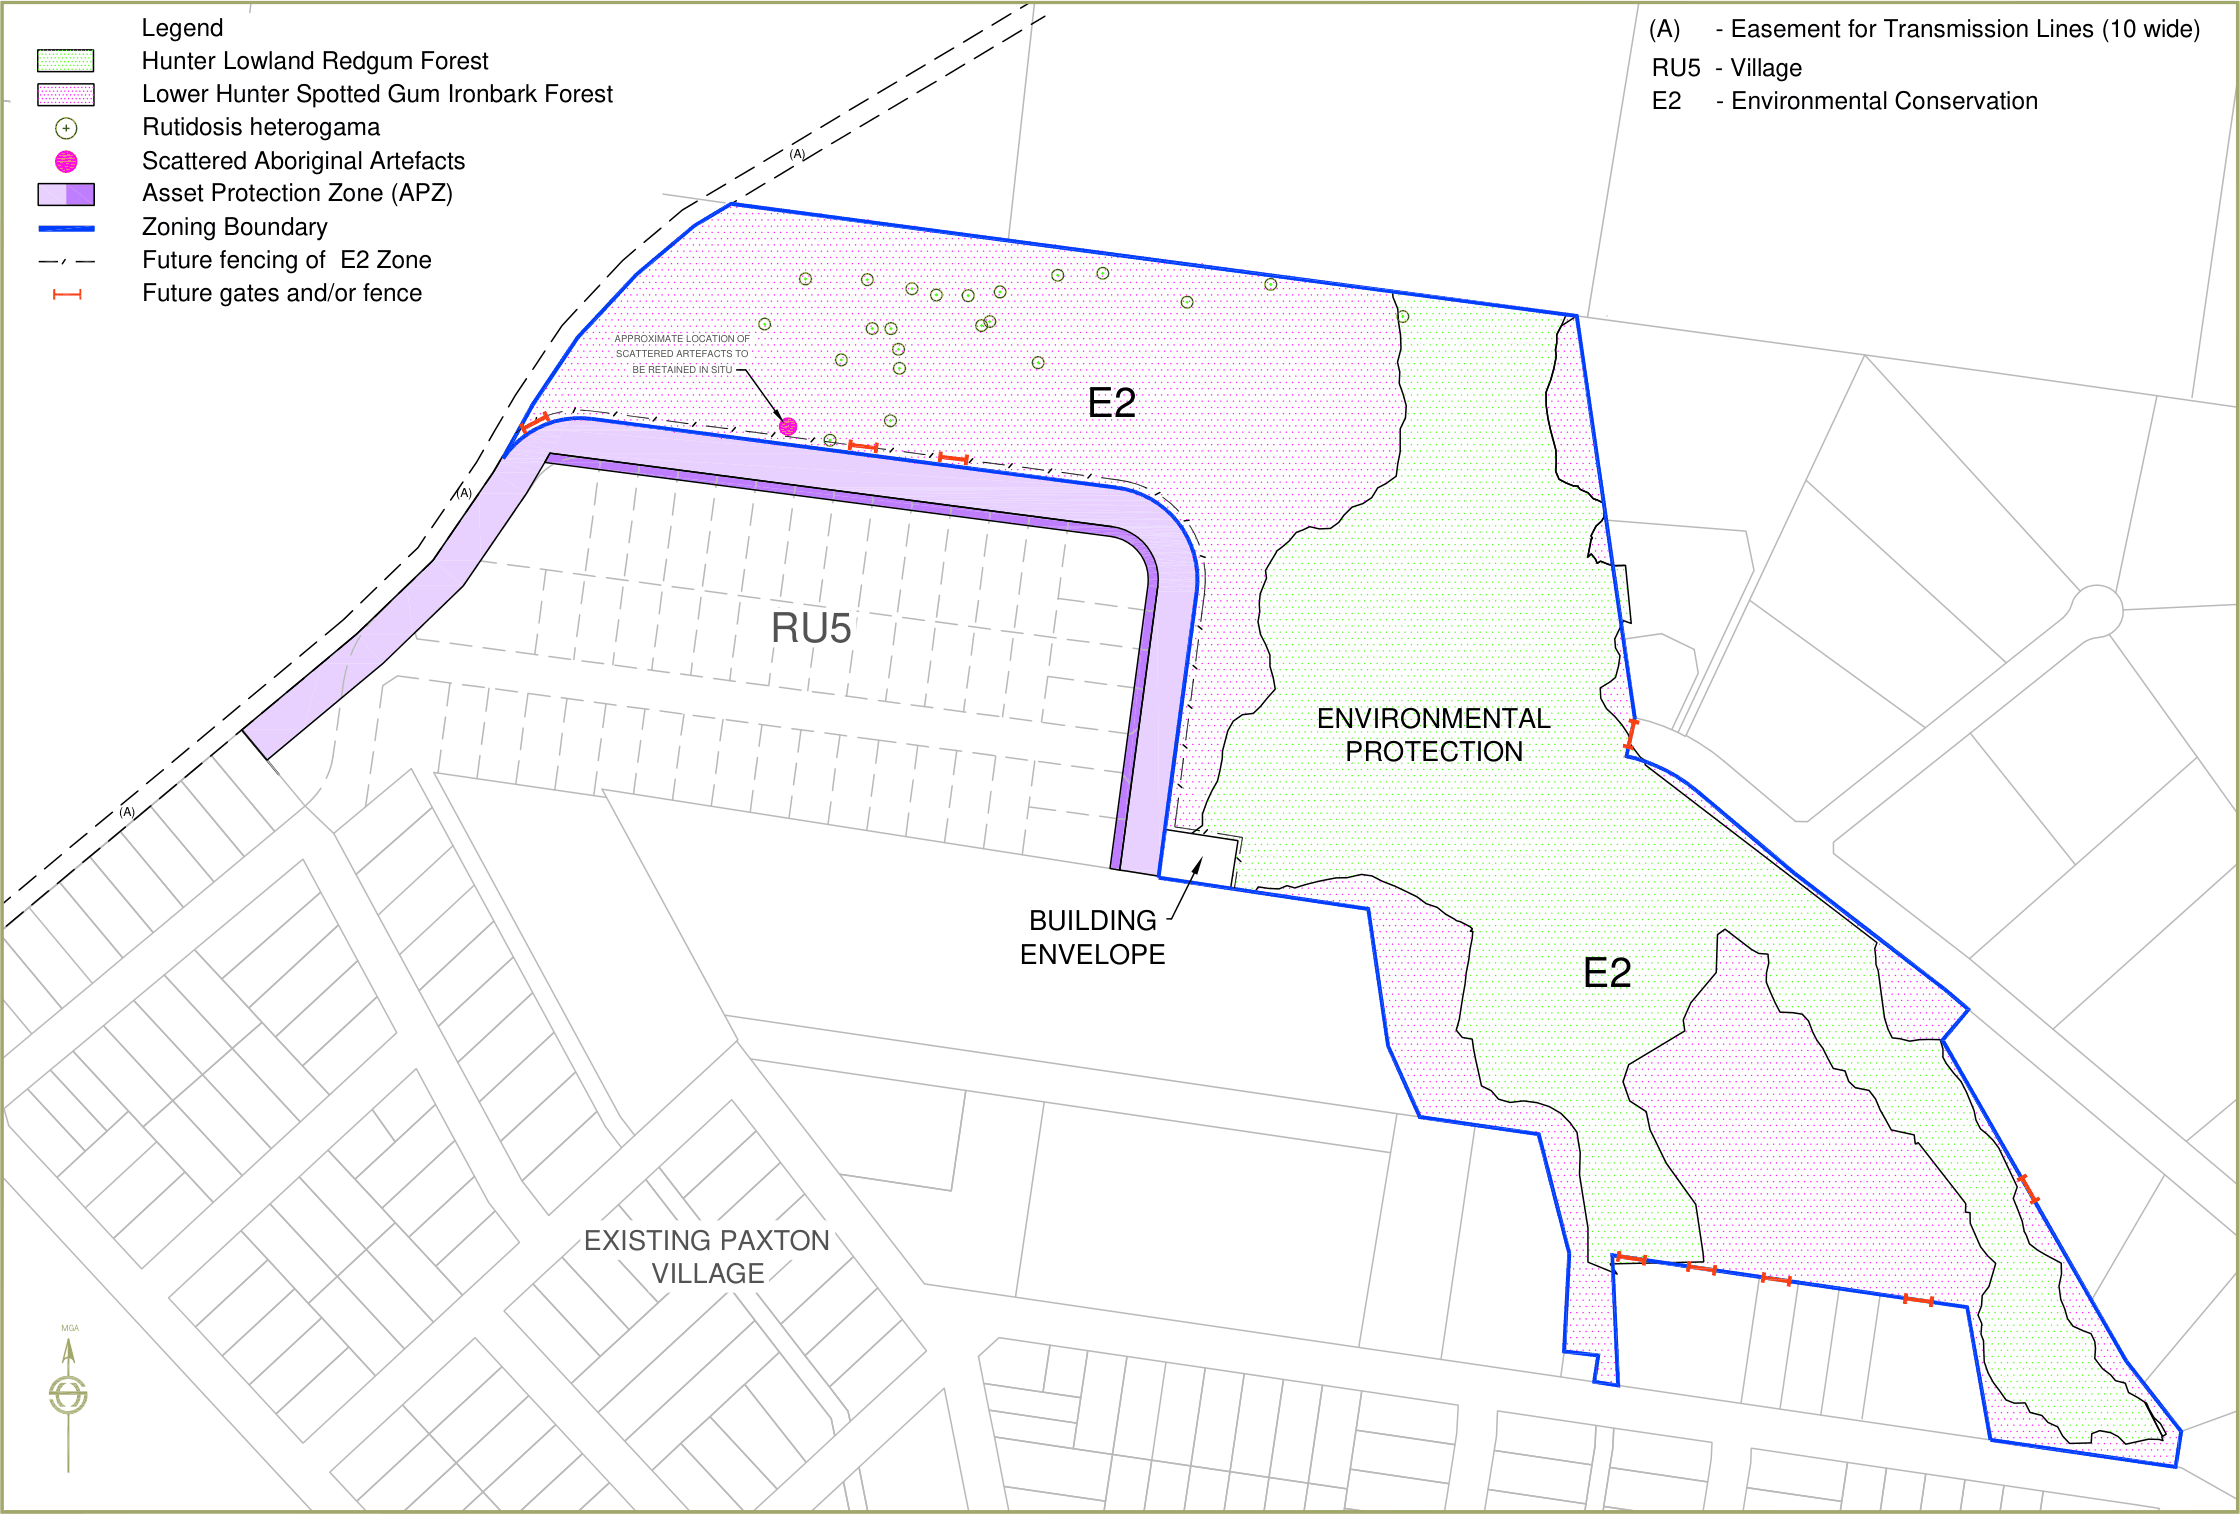 Legend
Hunter Lowland Redgum Forest
Lower Hunter Spotted Gum Ironbark Forest
Rutidosis heterogama
Scattered Aboriginal Artefacts
Asset Protection Zone (APZ)
Zoning Boundary
Future fencing of E2 Zone
Future gates and/or fence
(A) - Easement for Transmission Lines (10 wide)
RU5 - Village
E2 - Environmental Conservation
(A)
APPROXIMATE LOCATION OF
SCATTERED ARTEFACTS TO
BE RETAINED IN SITU
E2
(A)
RU5
ENVIRONMENTAL
PROTECTION
(A)
BUILDING
ENVELOPE
E2
EXISTING PAXTON
VILLAGE
MGA